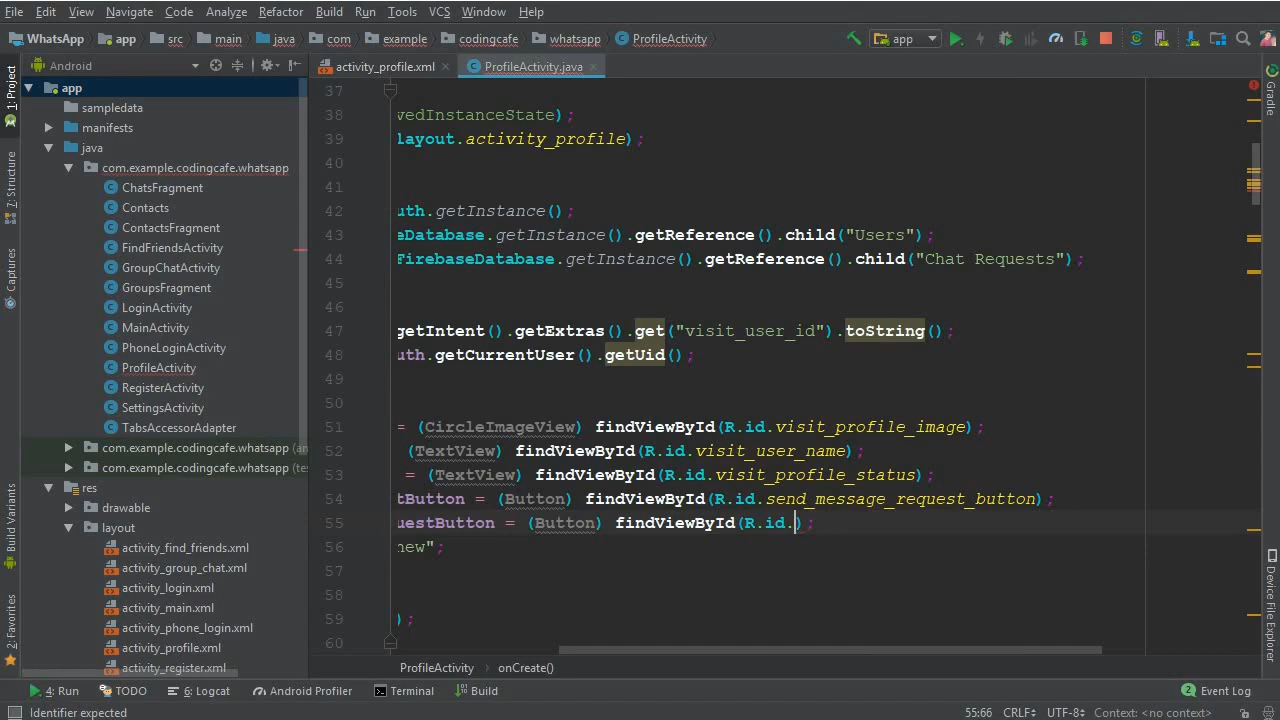 File Edit View Navigate Code Analyze Refactor Build Run Tools VCS Window Help
WhatsApp app src main java com example codingcafe whatsapp ProfileActivity app
Android activity_profile.xml ProfileActivity.java
1: Project
7: Structure
Captures
Build Variants
2: Favorites
app
sampledata
manifests
java
com.example.codingcafe.whatsapp
ChatsFragment
Contacts
ContactsFragment
FindFriendsActivity
GroupChatActivity
GroupsFragment
LoginActivity
MainActivity
PhoneLoginActivity
ProfileActivity
RegisterActivity
SettingsActivity
TabsAccessorAdapter
com.example.codingcafe.whatsapp (an
com.example.codingcafe.whatsapp (te
res
drawable
layout
activity_find_friends.xml
activity_group_chat.xml
activity_login.xml
activity_main.xml
activity_phone_login.xml
activity_profile.xml
activity_register.xml
37
38 vedInstanceState);
39 layout.activity_profile);
40
41
42 uth.getInstance();
43 eDatabase.getInstance().getReference().child("Users");
44 FirebaseDatabase.getInstance().getReference().child("Chat Requests");
45
46
47 getIntent().getExtras().get("visit_user_id").toString();
48 uth.getCurrentUser().getUid();
49
50
51 = (CircleImageView) findViewById(R.id.visit_profile_image);
52 (TextView) findViewById(R.id.visit_user_name);
53 = (TextView) findViewById(R.id.visit_profile_status);
54 tButton = (Button) findViewById(R.id.send_message_request_button);
55 uestButton = (Button) findViewById(R.id.);
56 new";
57
58
59 );
60
ProfileActivity › onCreate()
Gradle
Device File Explorer
4: Run TODO 6: Logcat Android Profiler Terminal Build 2 Event Log
Identifier expected 55:66 CRLF UTF-8 Context: <no context>